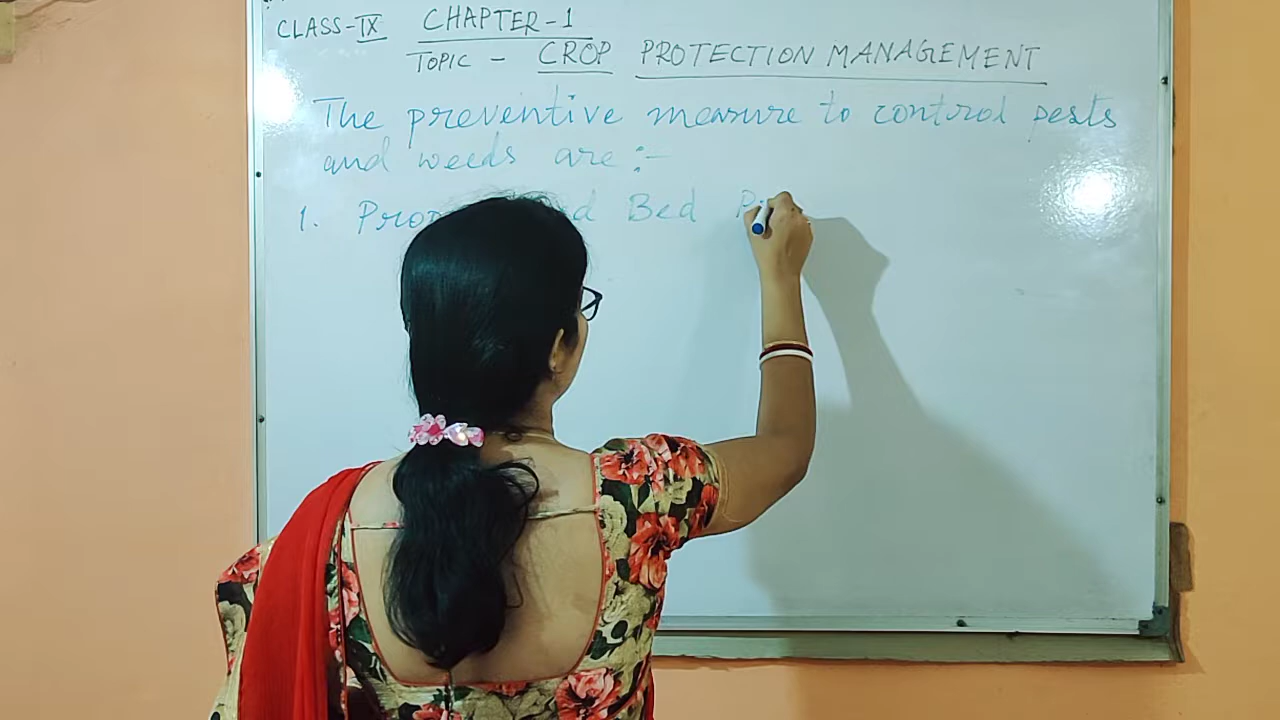 CLASS-IX CHAPTER-1
TOPIC - CROP PROTECTION MANAGEMENT
The preventive measure to control pests
and weeds are :-
1. Bed